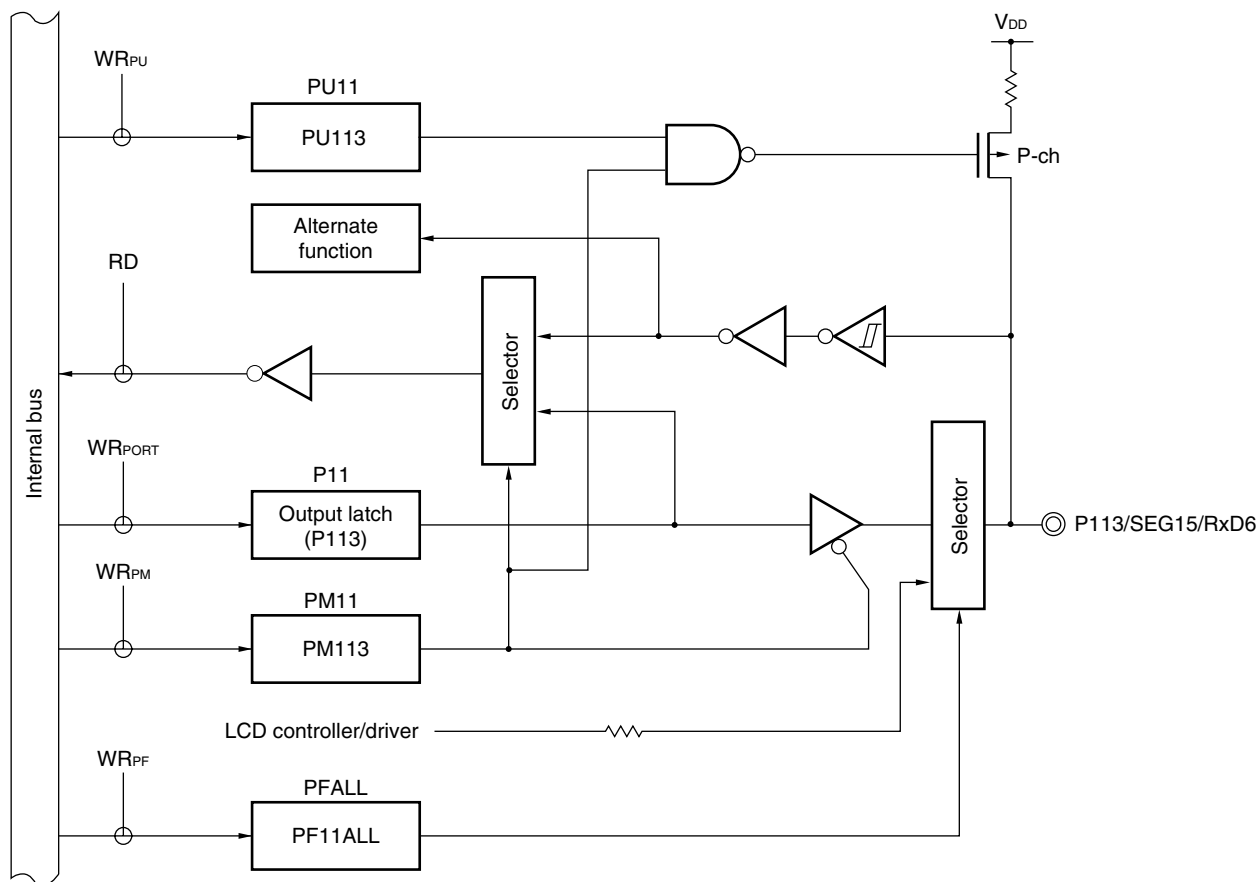 VDD
WRPU
PU11
PU113
P-ch
Alternate
function
RD
Selector
Internal bus
WRPORT
P11
Output latch
(P113)
Selector
P113/SEG15/RxD6
WRPM
PM11
PM113
LCD controller/driver
WRPF
PFALL
PF11ALL